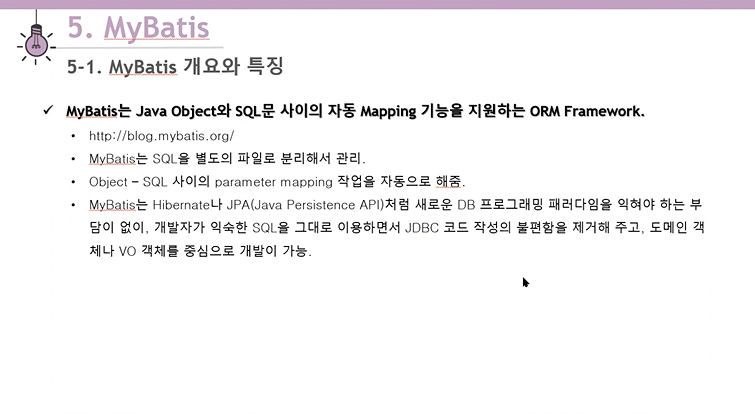 5. MyBatis
5-1. MyBatis 개요와 특징
✓ MyBatis는 Java Object와 SQL문 사이의 자동 Mapping 기능을 지원하는 ORM Framework.
• http://blog.mybatis.org/
• MyBatis는 SQL을 별도의 파일로 분리해서 관리.
• Object – SQL 사이의 parameter mapping 작업을 자동으로 해줌.
• MyBatis는 Hibernate나 JPA(Java Persistence API)처럼 새로운 DB 프로그래밍 패러다임을 익혀야 하는 부
담이 없이, 개발자가 익숙한 SQL을 그대로 이용하면서 JDBC 코드 작성의 불편함을 제거해 주고, 도메인 객
체나 VO 객체를 중심으로 개발이 가능.